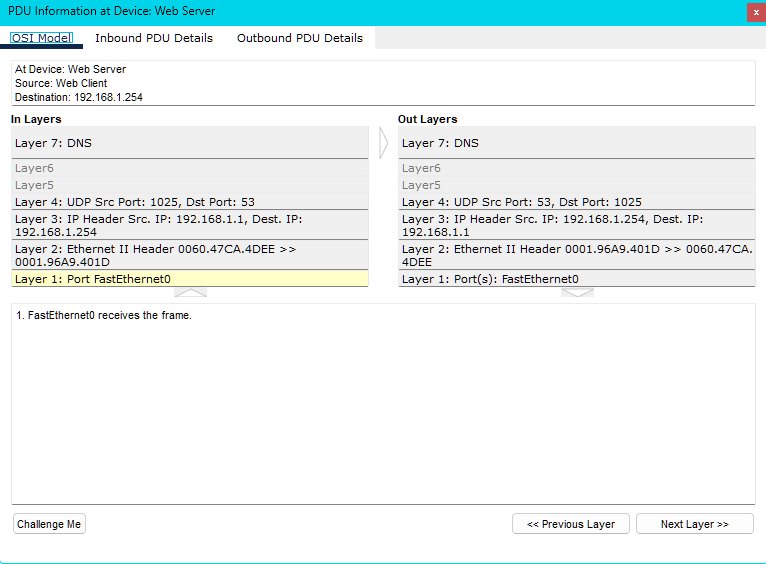 PDU Information at Device: Web Server
x
OSI Model Inbound PDU Details Outbound PDU Details
At Device: Web Server
Source: Web Client
Destination: 192.168.1.254
In Layers
Layer 7: DNS
Layer6
Layer5
Layer 4: UDP Src Port: 1025, Dst Port: 53
Layer 3: IP Header Src. IP: 192.168.1.1, Dest. IP:
192.168.1.254
Layer 2: Ethernet II Header 0060.47CA.4DEE >>
0001.96A9.401D
Layer 1: Port FastEthernet0
Out Layers
Layer 7: DNS
Layer6
Layer5
Layer 4: UDP Src Port: 53, Dst Port: 1025
Layer 3: IP Header Src. IP: 192.168.1.254, Dest. IP:
192.168.1.1
Layer 2: Ethernet II Header 0001.96A9.401D >> 0060.47CA.
4DEE
Layer 1: Port(s): FastEthernet0
1. FastEthernet0 receives the frame.
Challenge Me
<< Previous Layer
Next Layer >>